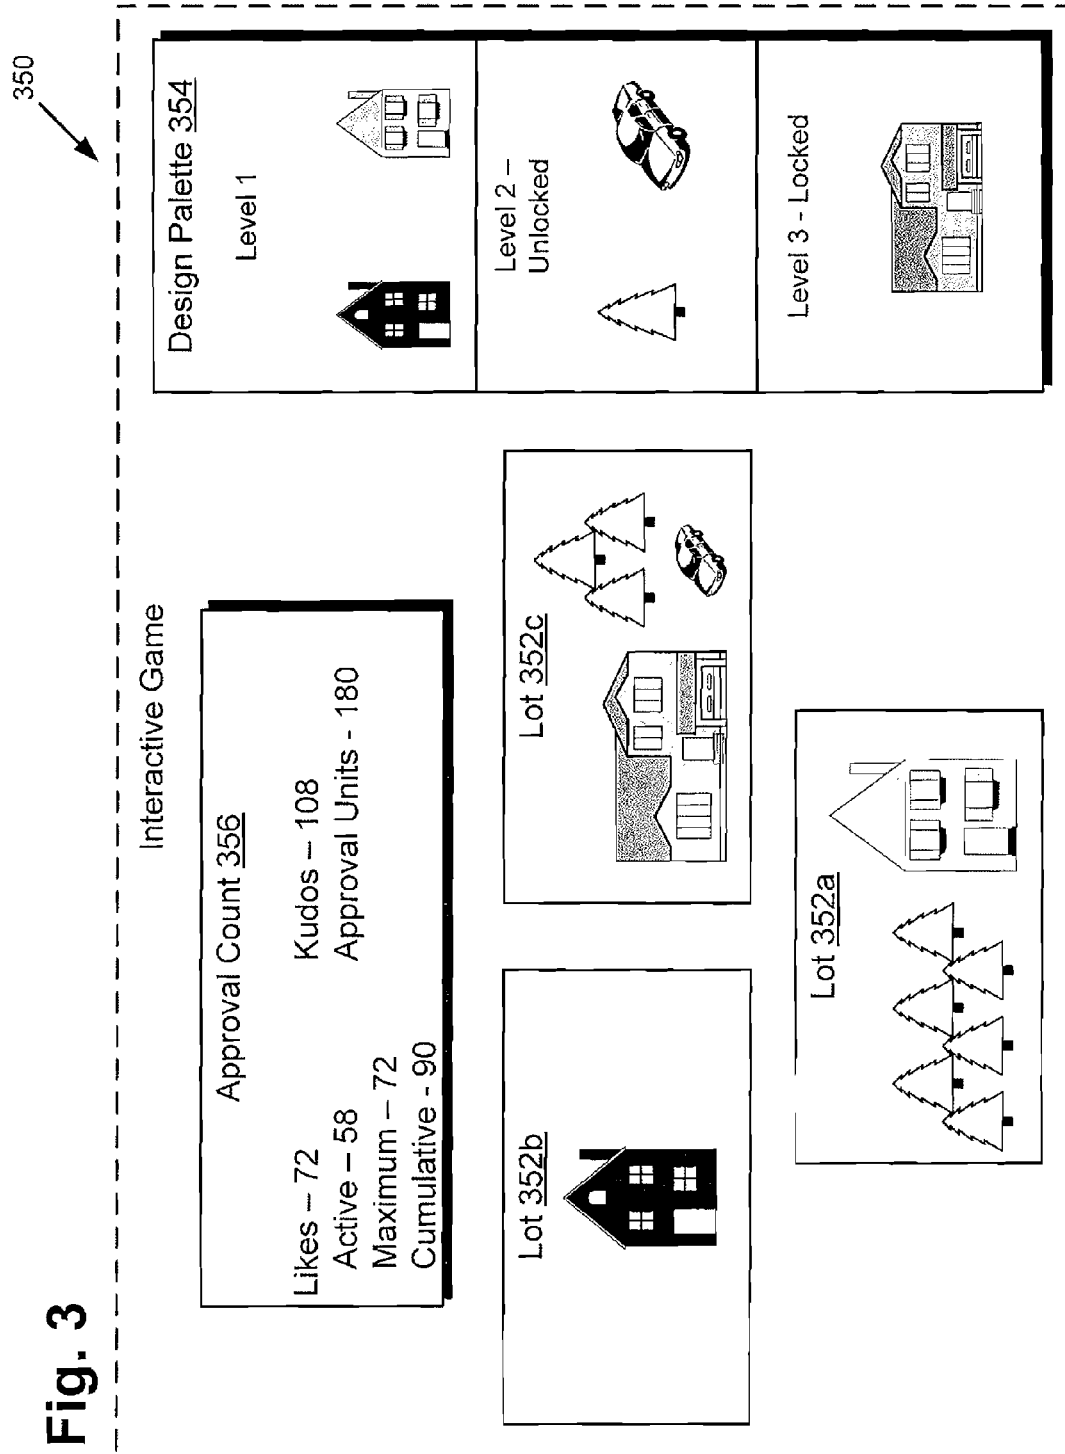 Fig. 3
350
Interactive Game
Approval Count 356
Likes – 72
Active – 58
Maximum – 72
Cumulative - 90
Kudos – 108
Approval Units - 180
Design Palette 354
Level 1
Level 2 –
Unlocked
Level 3 - Locked
Lot 352b
Lot 352c
Lot 352a